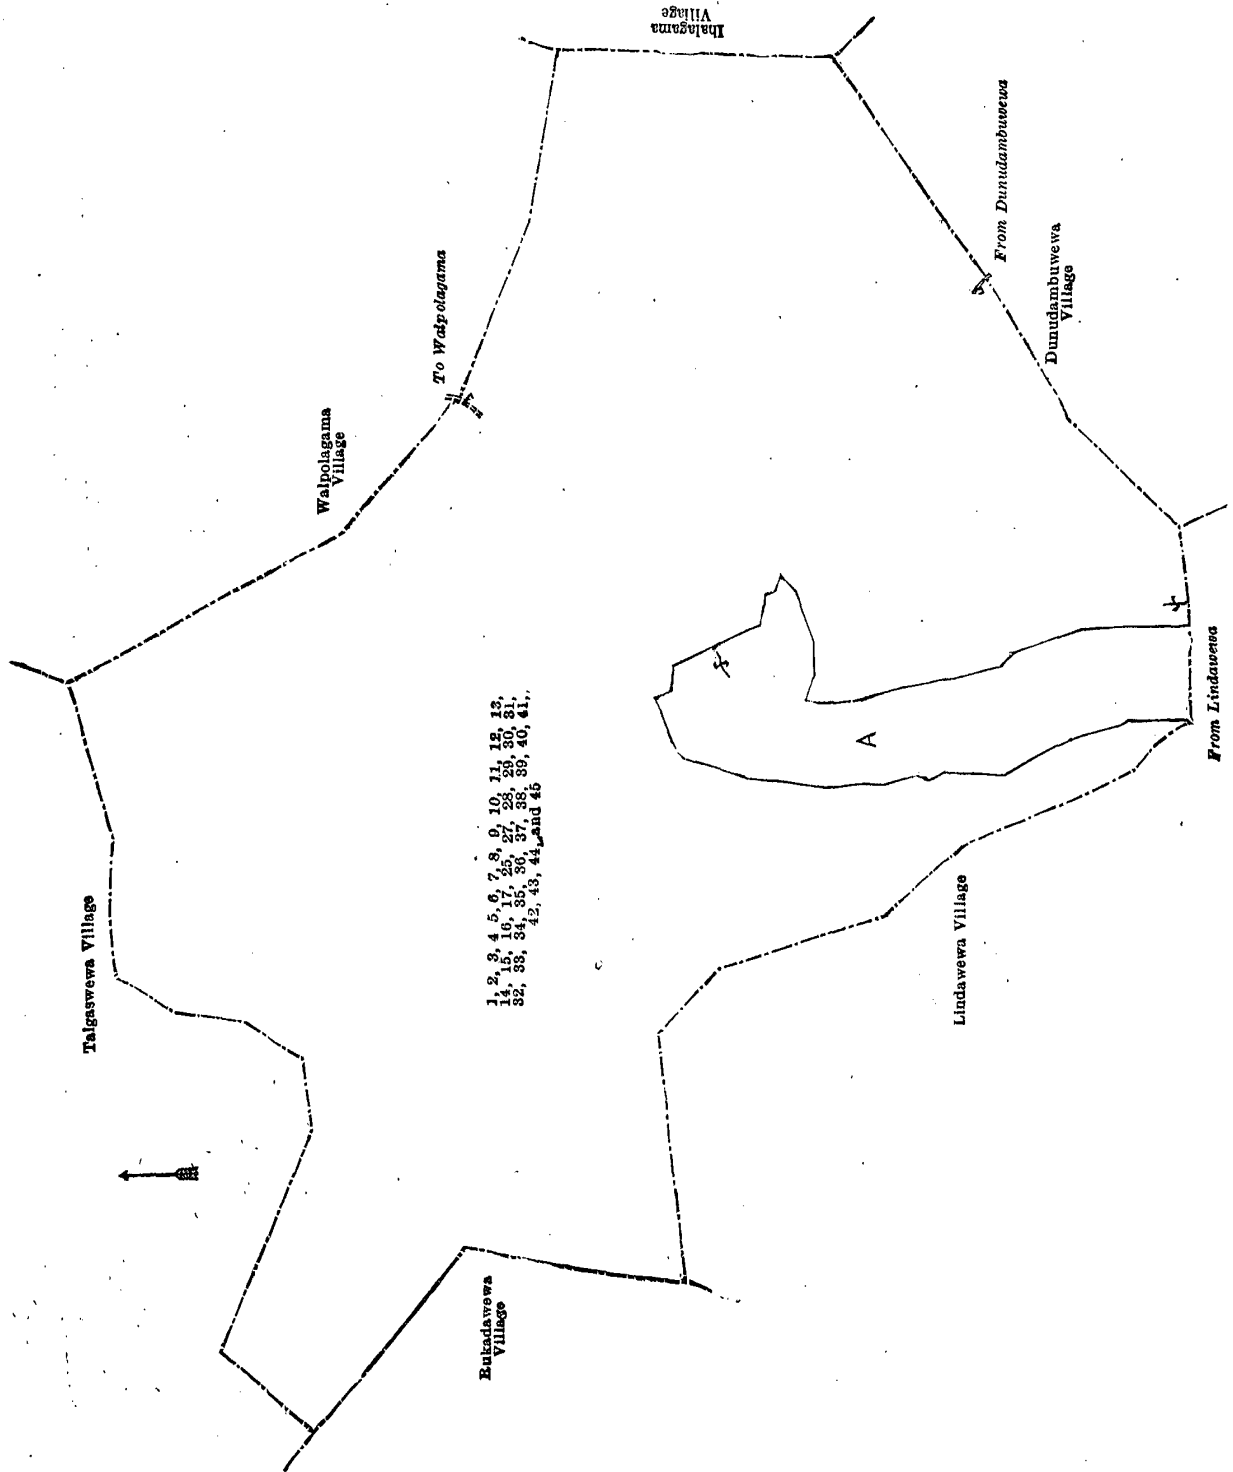 Ihalagama
Village
From Dunudambuwewa
Dunudambuwewa
Village
To Walpolagama
Walpolagama
Village
Talgaswewa Village
1, 2, 3, 4 5, 6, 7, 8, 9, 10, 11, 12, 13,
14, 15, 16, 17, 25, 27, 28, 29, 30, 31,
32, 33, 34, 35, 36, 37, 38, 39, 40, 41,
42, 43, 44, and 45
A
From Lindawewa
Lindawewa Village
Rukadawewa
Village